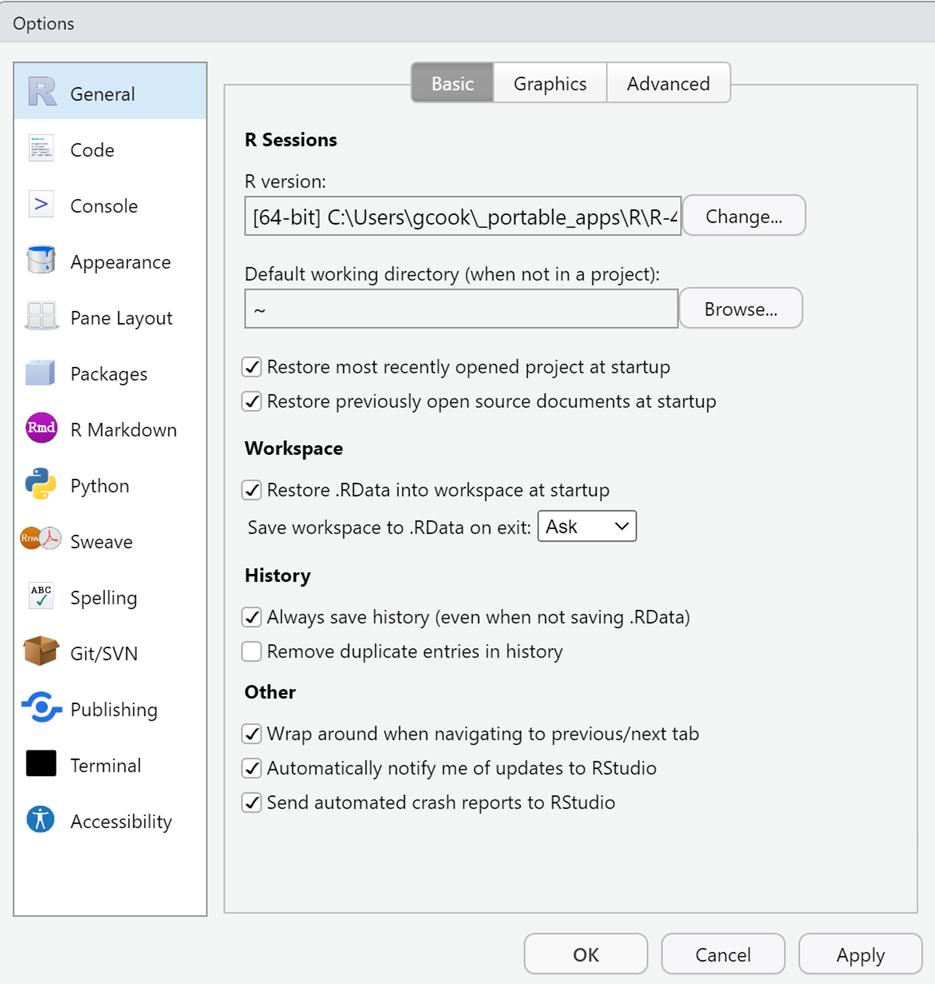 Options
General
Code
Console
Appearance
Pane Layout
Packages
Rmd
R Markdown
Python
Rnw
Sweave
ABC
Spelling
Git/SVN
Publishing
Terminal
Accessibility
Basic
Graphics
Advanced
R Sessions
R version:
[64-bit] C:\Users\gcook\_portable_apps\R\R-4
Change...
Default working directory (when not in a project):
~
Browse...
Restore most recently opened project at startup
Restore previously open source documents at startup
Workspace
Restore .RData into workspace at startup
Save workspace to .RData on exit: Ask
History
Always save history (even when not saving .RData)
Remove duplicate entries in history
Other
Wrap around when navigating to previous/next tab
Automatically notify me of updates to RStudio
Send automated crash reports to RStudio
OK
Cancel
Apply